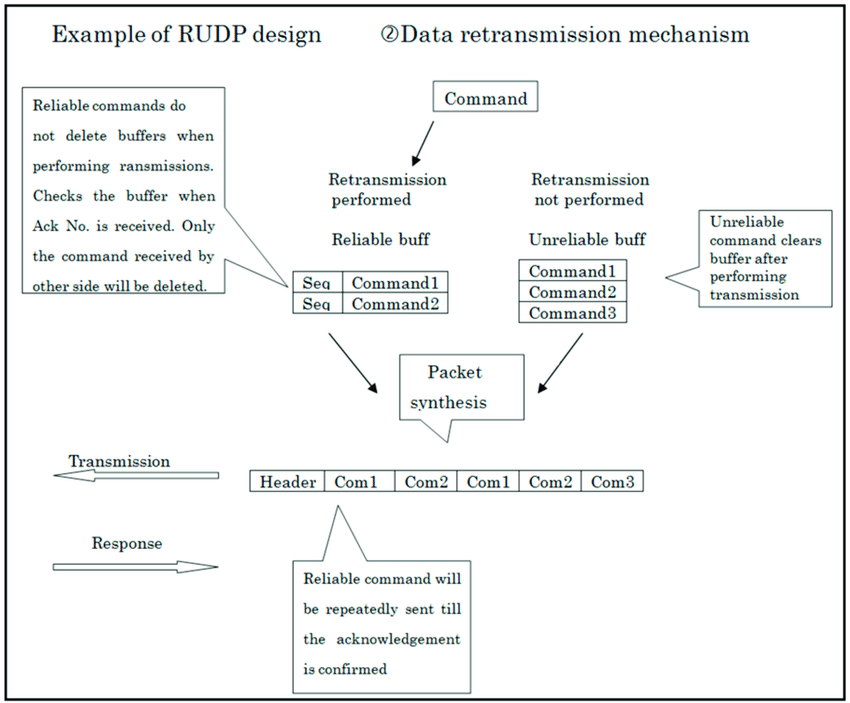 Example of RUDP design ②Data retransmission mechanism
Command
Reliable commands do
not delete buffers when
performing ransmissions.
Checks the buffer when
Ack No. is received. Only
the command received by
other side will be deleted.
Retransmission
performed
Reliable buff
Seq Command1
Seq Command2
Retransmission
not performed
Unreliable buff
Command1
Command2
Command3
Unreliable
command clears
buffer after
performing
transmission
Packet
synthesis
Transmission
Header Com1 Com2 Com1 Com2 Com3
Response
Reliable command will
be repeatedly sent till
the acknowledgement
is confirmed